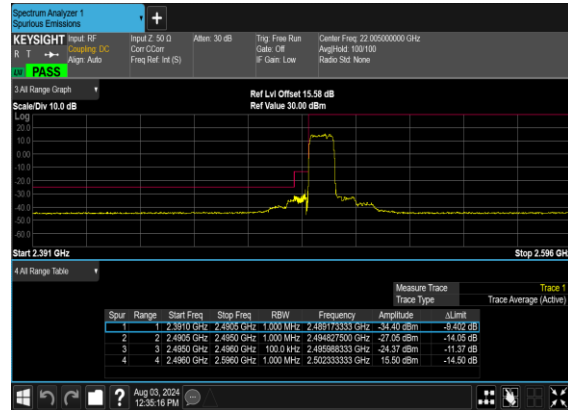 Spectrum Analyzer 1
Spurious Emissions
+
KEYSIGHT Input: RF Input Z: 50 Ω Atten: 30 dB Trig: Free Run Center Freq: 22.005000000 GHz
R T Coupling: DC Corr CCorr Gate: Off Avg|Hold: 100/100
Align: Auto Freq Ref: Int (S) IF Gain: Low Radio Std: None
LW PASS
3 All Range Graph Ref Lvl Offset 15.58 dB
Scale/Div 10.0 dB Ref Value 30.00 dBm
Log
20.0
10.0
0.00
-10.0
-20.0
-30.0
-40.0
-50.0
-60.0
Start 2.391 GHz Stop 2.596 GHz
4 All Range Table
Measure Trace Trace 1
Trace Type Trace Average (Active)
Spur Range Start Freq Stop Freq RBW Frequency Amplitude ΔLimit
1 1 2.3910 GHz 2.4905 GHz 1.000 MHz 2.489173333 GHz -34.40 dBm -9.402 dB
2 2 2.4905 GHz 2.4950 GHz 1.000 MHz 2.494827500 GHz -27.05 dBm -14.05 dB
3 3 2.4950 GHz 2.4960 GHz 100.0 kHz 2.495988333 GHz -24.37 dBm -11.37 dB
4 4 2.4960 GHz 2.5960 GHz 1.000 MHz 2.502333333 GHz 15.50 dBm -14.50 dB
? Aug 03, 2024
12:35:16 PM